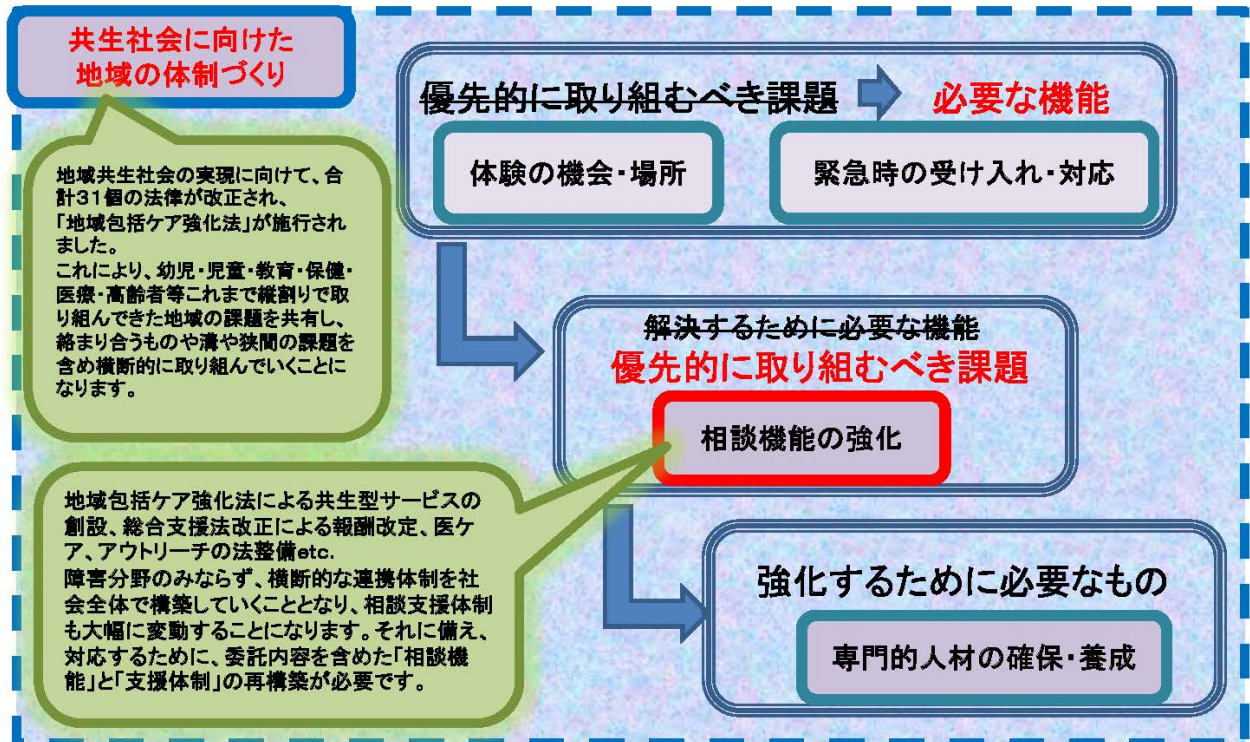 共生社会に向けた
地域の体制づくり
地域共生社会の実現に向けて、合
計31個の法律が改正され、
「地域包括ケア強化法」が施行され
ました。
これにより、幼児・児童・教育・保健・
医療・高齢者等これまで縦割りで取
り組んできた地域の課題を共有し、
絡まり合うものや溝や狭間の課題を
含め横断的に取り組んでいくことに
なります。
優先的に取り組むべき課題 必要な機能
体験の機会・場所
緊急時の受け入れ・対応
解決するために必要な機能
優先的に取り組むべき課題
相談機能の強化
地域包括ケア強化法による共生型サービスの
創設、総合支援法改正による報酬改定、医ケ
ア、アウトリーチの法整備etc.
障害分野のみならず、横断的な連携体制を社
会全体で構築していくこととなり、相談支援体制
も大幅に変動することになります。それに備え、
対応するために、委託内容を含めた「相談機
能」と「支援体制」の再構築が必要です。
強化するために必要なもの
専門的人材の確保・養成